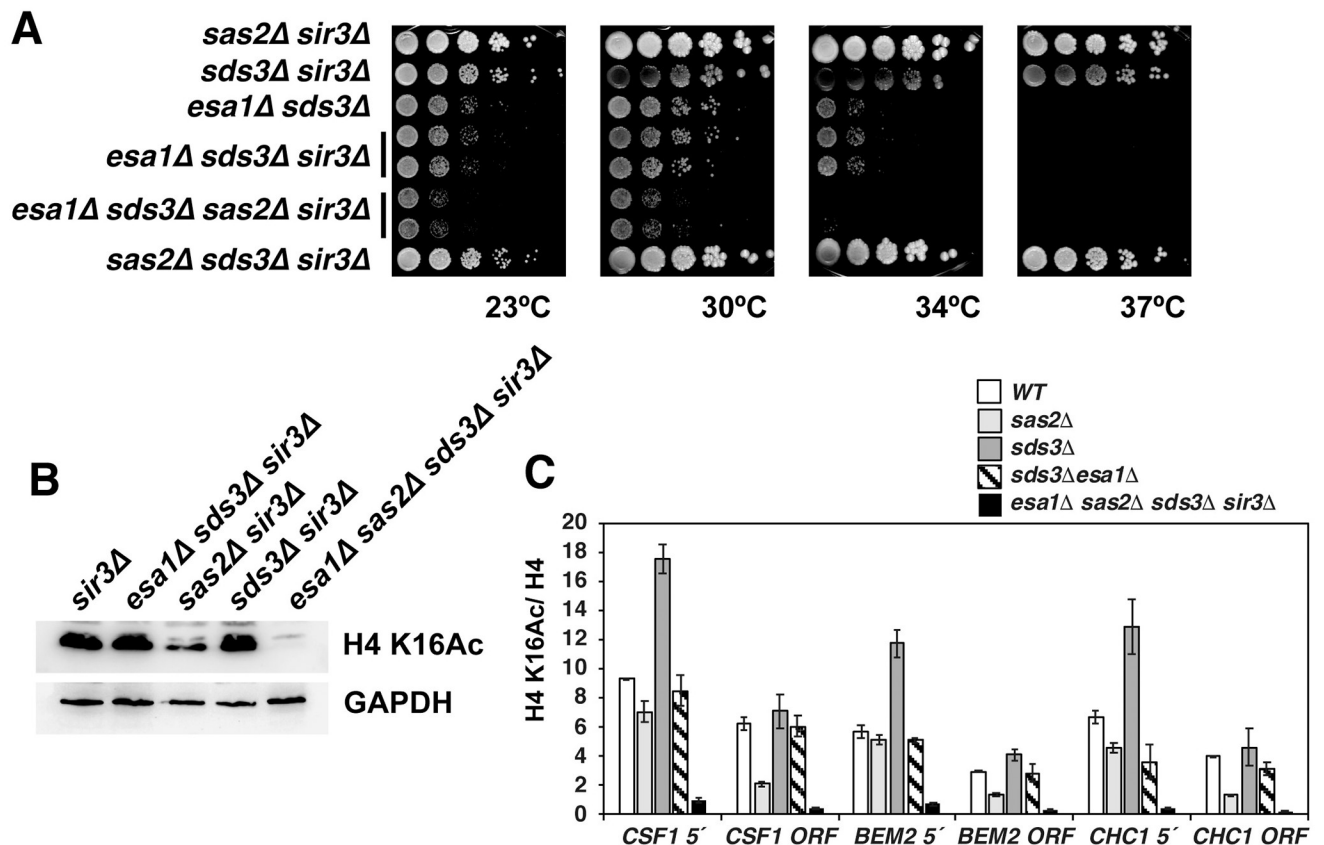 A
sas2Δ sir3Δ
sds3Δ sir3Δ
esa1Δ sds3Δ
esa1Δ sds3Δ sir3Δ
esa1Δ sds3Δ sas2Δ sir3Δ
sas2Δ sds3Δ sir3Δ
23ºC 30ºC 34ºC 37ºC
B
sir3Δ
esa1Δ sds3Δ sir3Δ
sas2Δ sir3Δ
sds3Δ sir3Δ
esa1Δ sas2Δ sds3Δ sir3Δ
H4 K16Ac
GAPDH
C
WT
sas2Δ
sds3Δ
sds3Δesa1Δ
esa1Δ sas2Δ sds3Δ sir3Δ
H4 K16Ac/ H4
20
18
16
14
12
10
8
6
4
2
0
CSF1 5´ CSF1 ORF BEM2 5´ BEM2 ORF CHC1 5´ CHC1 ORF